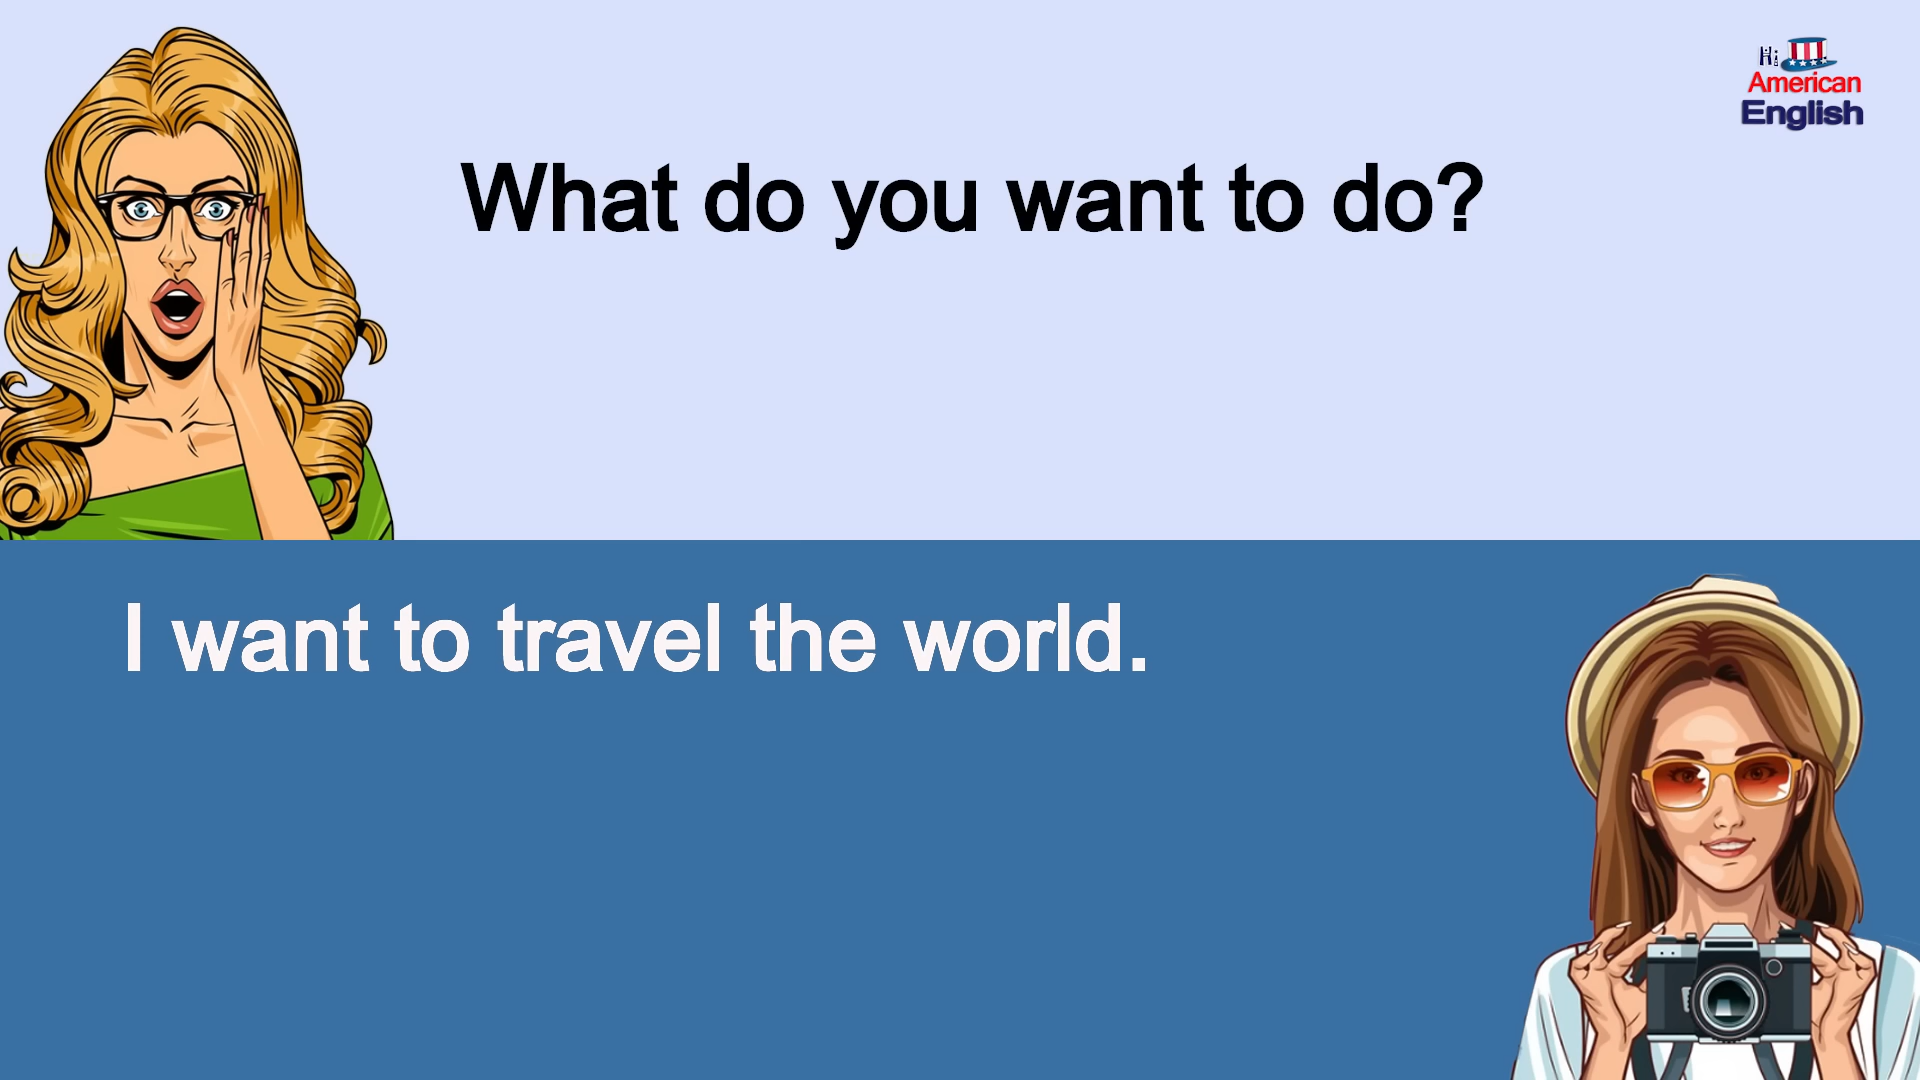 Hi
American
English
What do you want to do?
I want to travel the world.